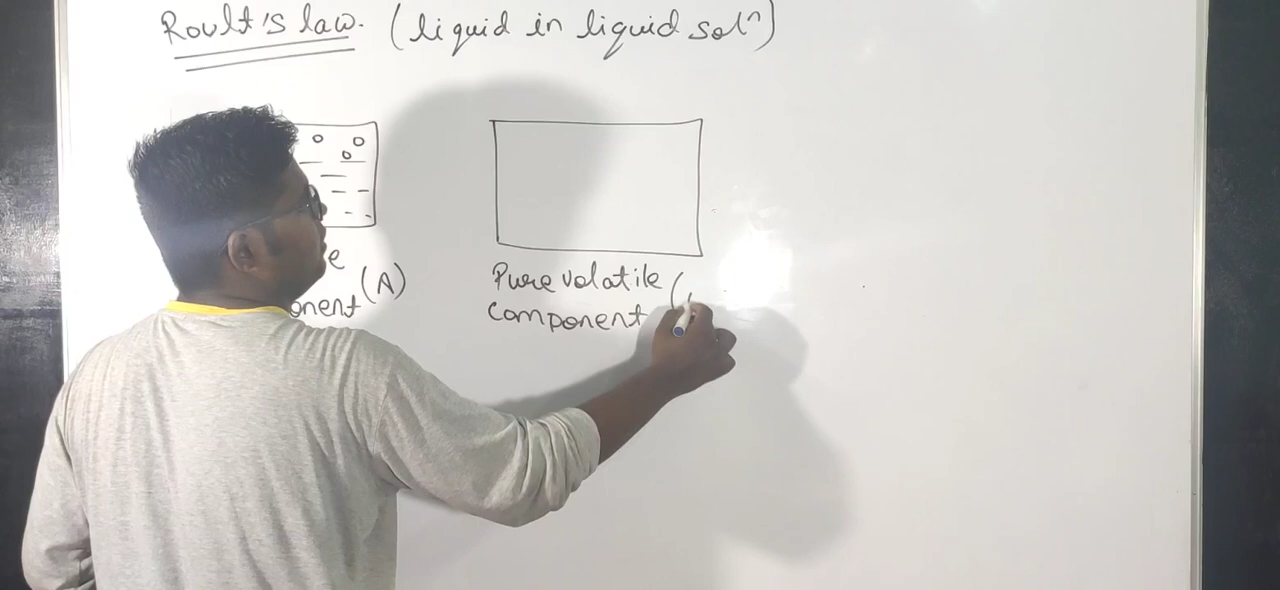 Roult's law. (liquid in liquid solⁿ)
(A)
onent
Pure volatile (
component